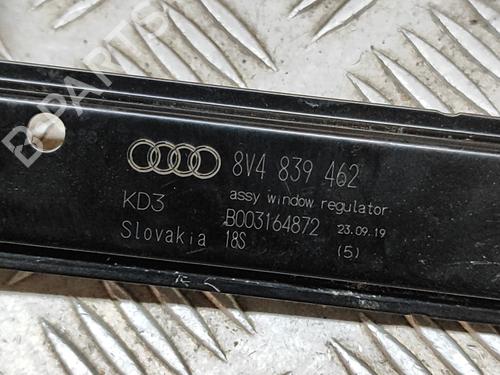 B-PARTS
8V4 839 462
assy window regulator
KD3
B003164872 23.09.19
Slovakia 18S (5)